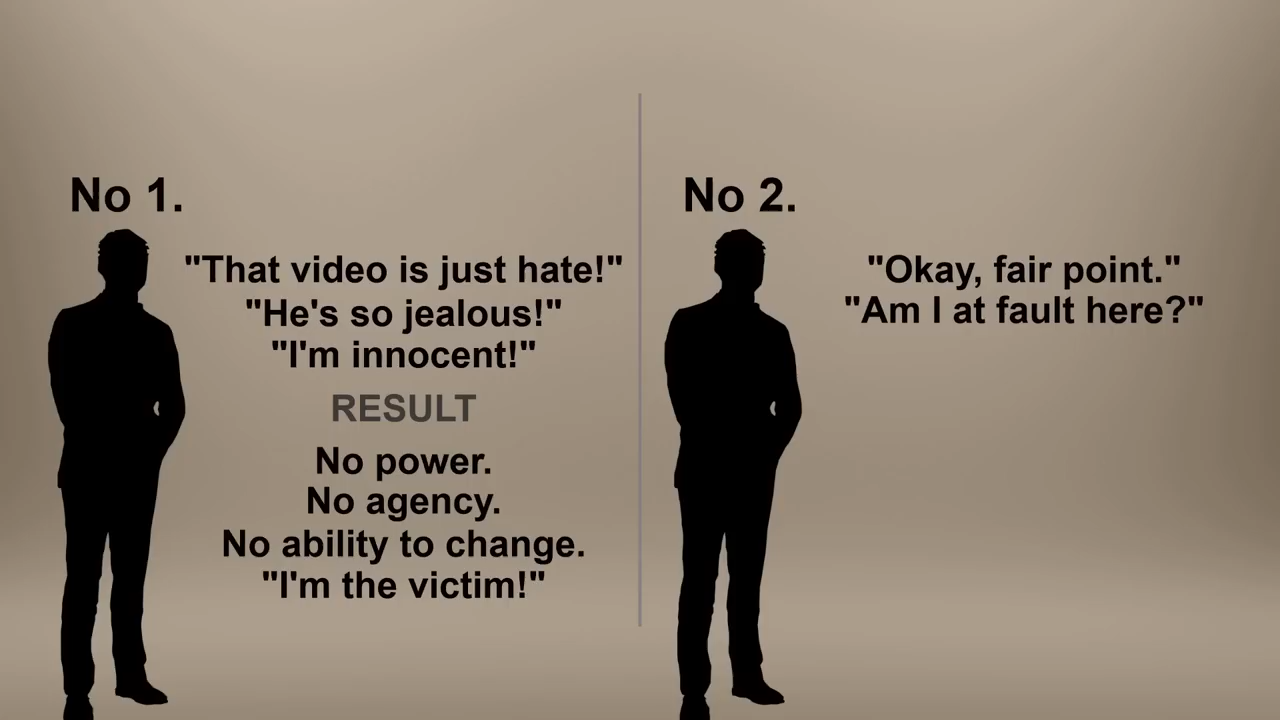 No 1.
"That video is just hate!"
"He's so jealous!"
"I'm innocent!"
RESULT
No power.
No agency.
No ability to change.
"I'm the victim!"
No 2.
"Okay, fair point."
"Am I at fault here?"